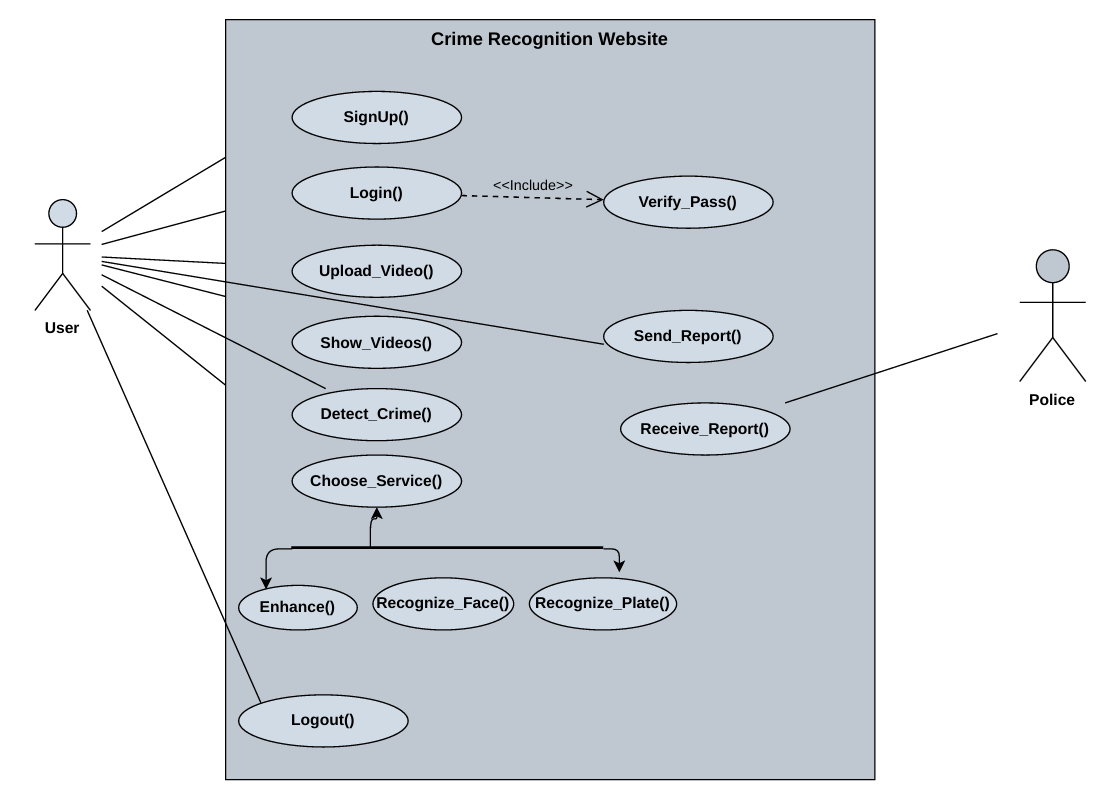 Crime Recognition Website
SignUp()
Login()
<<Include>>
Verify_Pass()
Upload_Video()
User
Send_Report()
Show_Videos()
Police
Detect_Crime()
Receive_Report()
Choose_Service()
Enhance()
Recognize_Face()
Recognize_Plate()
Logout()